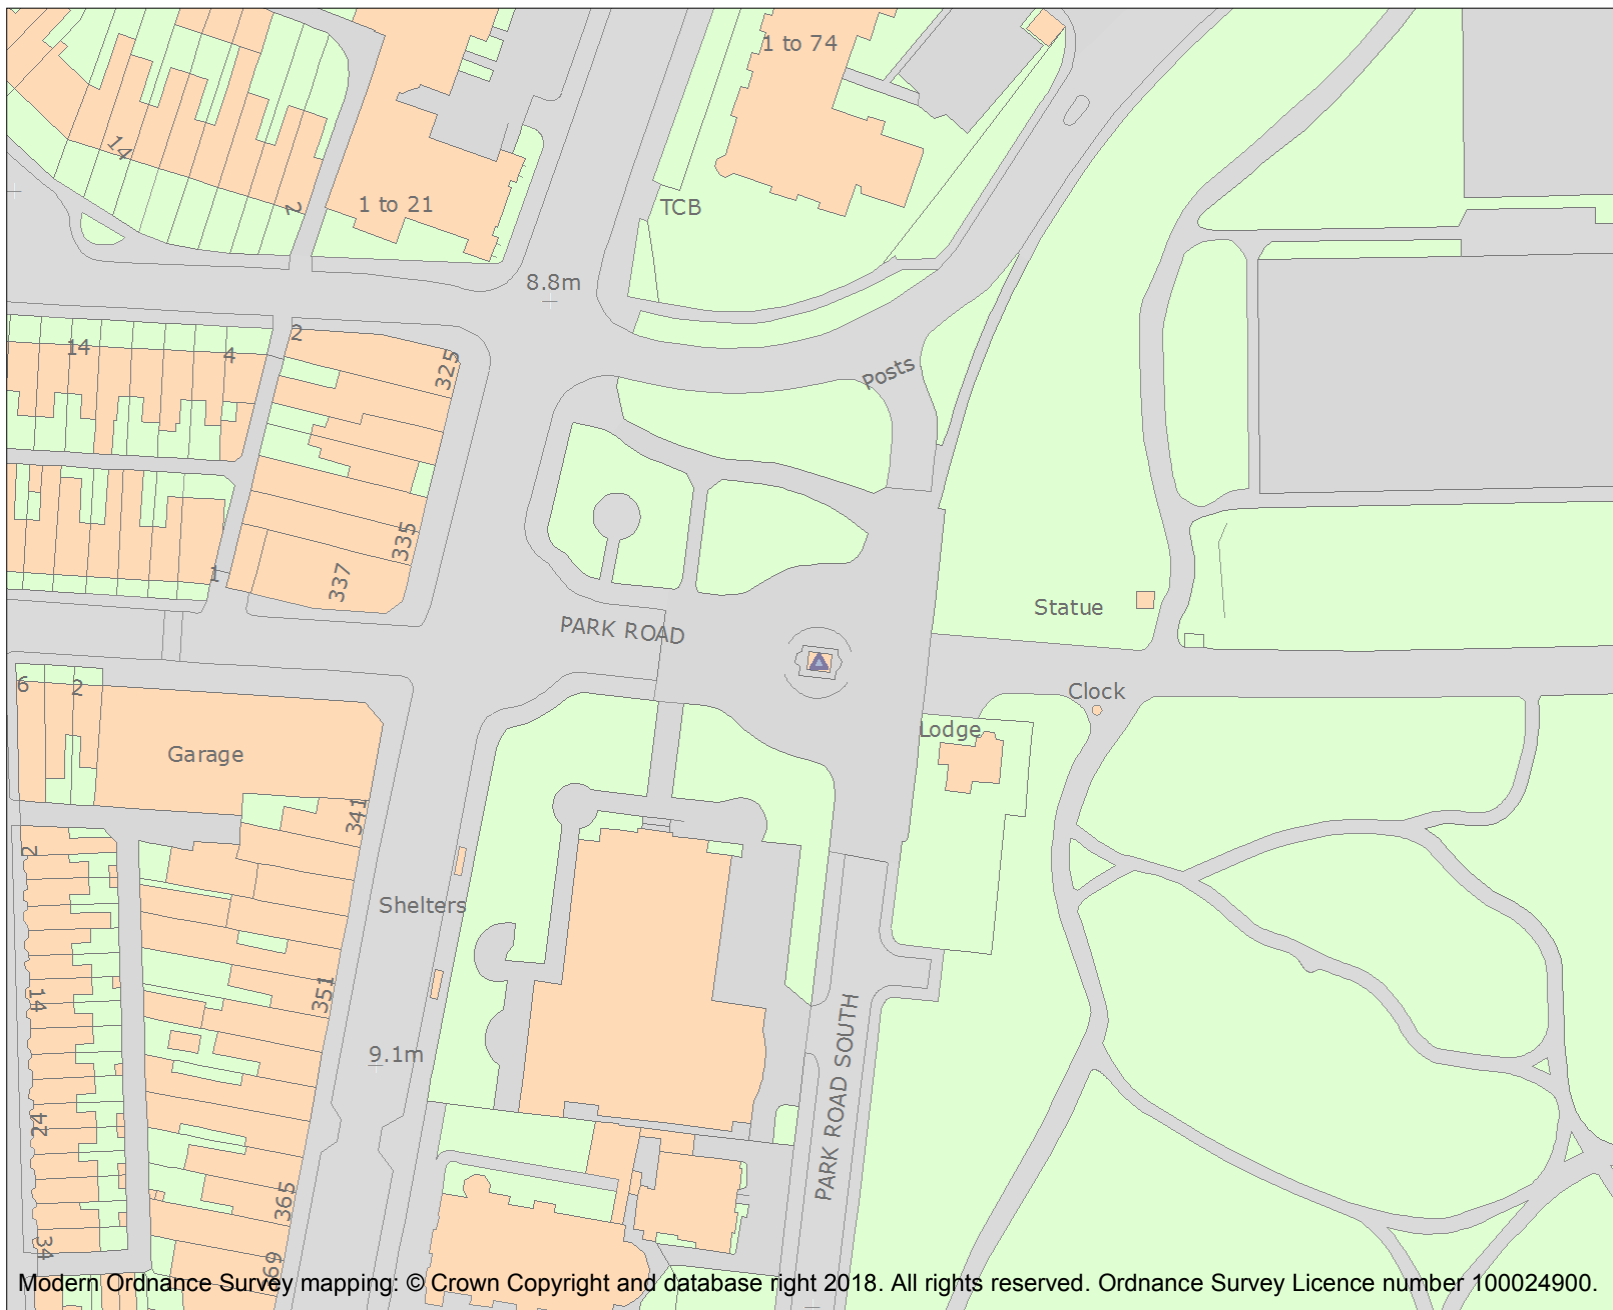 1 to 74
14
2
1 to 21
TCB
8.8m
2
14
4
325
Posts
335
337
1
PARK ROAD
Statue
6
2
Clock
Lodge
Garage
341
2
Shelters
351
14
9.1m
PARK ROAD SOUTH
24
365
34
369
Modern Ordnance Survey mapping: © Crown Copyright and database right 2018. All rights reserved. Ordnance Survey Licence number 100024900.